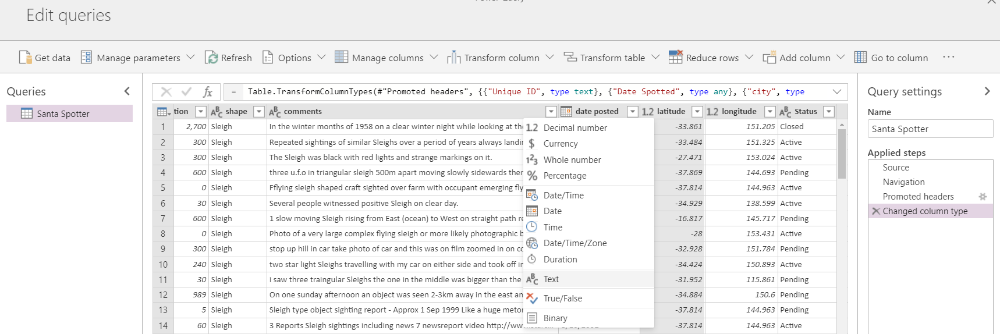 Power Query
Edit queries
Get data Manage parameters Refresh Options Manage columns Transform column Transform table Reduce rows Add column Go to column ...
Queries
Santa Spotter
fx = Table.TransformColumnTypes(#"Promoted headers", {{"Unique ID", type text}, {"Date Spotted", type any}, {"city", type
tion ABC shape ABC comments date posted 1.2 latitude 1.2 longitude ABC Status
1 2,700 Sleigh In the winter months of 1958 on a clear winter night while looking at the -33.861 151.205 Closed
2 300 Sleigh Repeated sightings of similar Sleighs over a period of years always landi -33.484 151.325 Active
3 300 Sleigh The Sleigh was black with red lights and strange markings on it. -27.471 153.024 Active
4 600 Sleigh three u.f.o in triangular sleigh 500m apart moving slowly sidewards then -37.869 144.693 Pending
5 0 Sleigh Fflying sleigh shaped craft sighted over farm with occupant emerging fly -37.814 144.963 Active
6 30 Sleigh Several people witnessed positive Sleigh on clear day. -34.929 138.599 Active
7 600 Sleigh 1 slow moving Sleigh rising from East (ocean) to West on straight path re -16.817 145.717 Pending
8 0 Sleigh Photo of a very large complex flying sleigh or more likely photographic b -28 153.431 Active
9 300 Sleigh stop up hill in car take photo of car and this was on film zoomed in on co -32.928 151.784 Pending
10 240 Sleigh two star light Sleighs travelling with my car on either side and took off in -34.424 150.893 Active
11 30 Sleigh i saw three traingular Sleighs the one in the middle was bigger than the -31.952 115.861 Pending
12 989 Sleigh On one sunday afternoon an object was seen 2-3km away in the east an -34.884 150.6 Pending
13 5 Sleigh Sleigh type object sighting report - Approx 1 Sep 1999 Like a huge meteor -37.814 144.963 Pending
14 60 Sleigh 3 Reports Sleigh sightings including news 7 newsreport video -37.814 144.963 Active
1.2 Decimal number
$ Currency
123 Whole number
% Percentage
Date/Time
Date
Time
Date/Time/Zone
Duration
ABC Text
True/False
Binary
Query settings
Name
Santa Spotter
Applied steps
Source
Navigation
Promoted headers
Changed column type